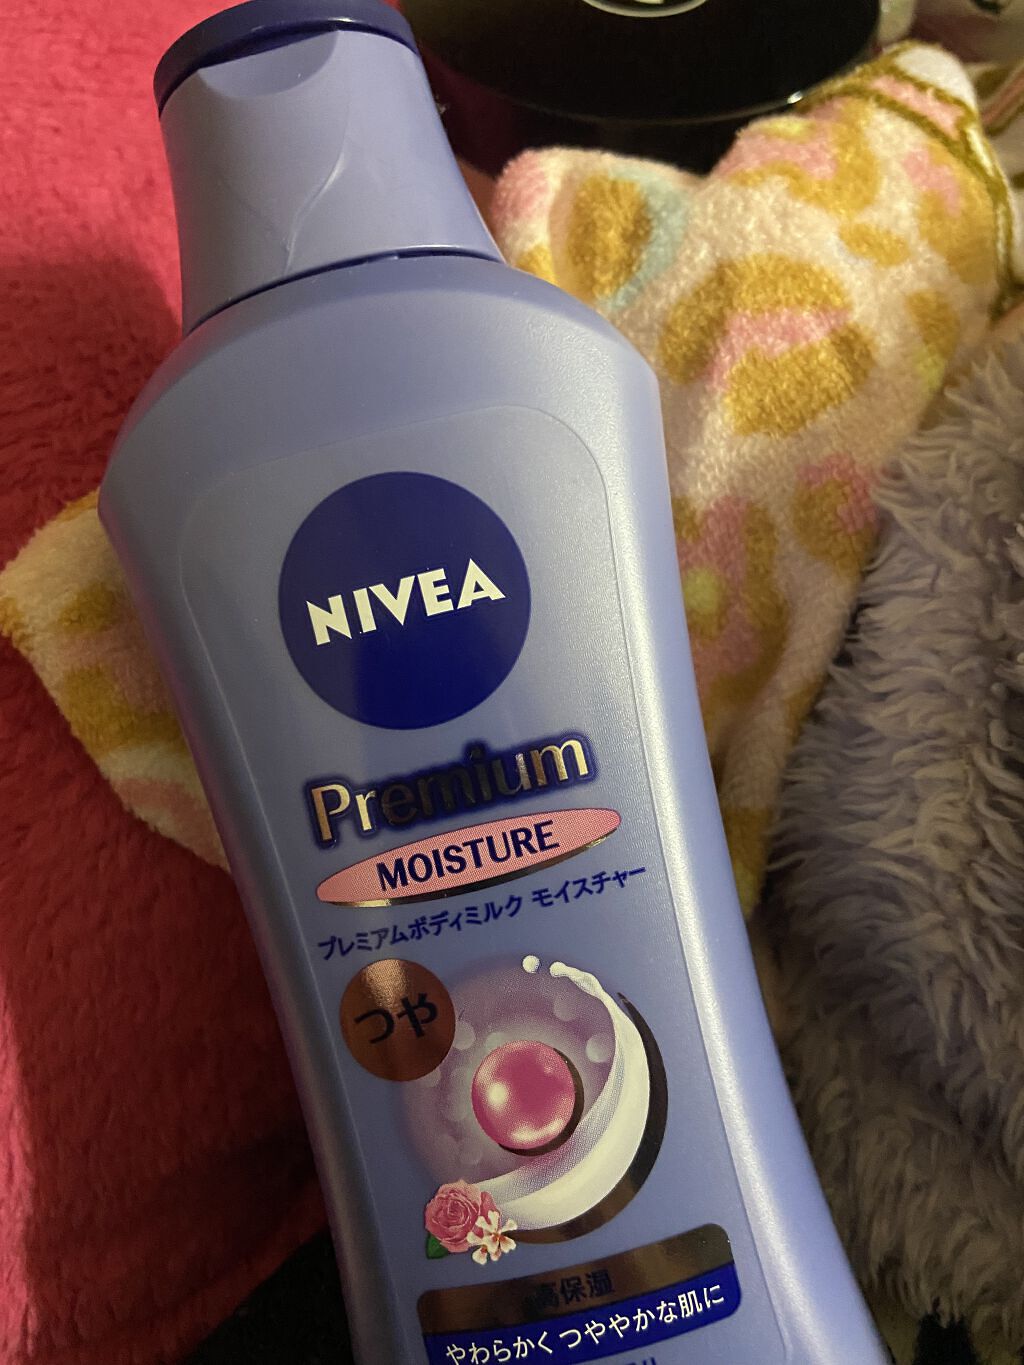 NIVEA
Premium
MOISTURE
プレミアムボディミルク モイスチャー
つや
高保湿
やわらかく つややかな肌に